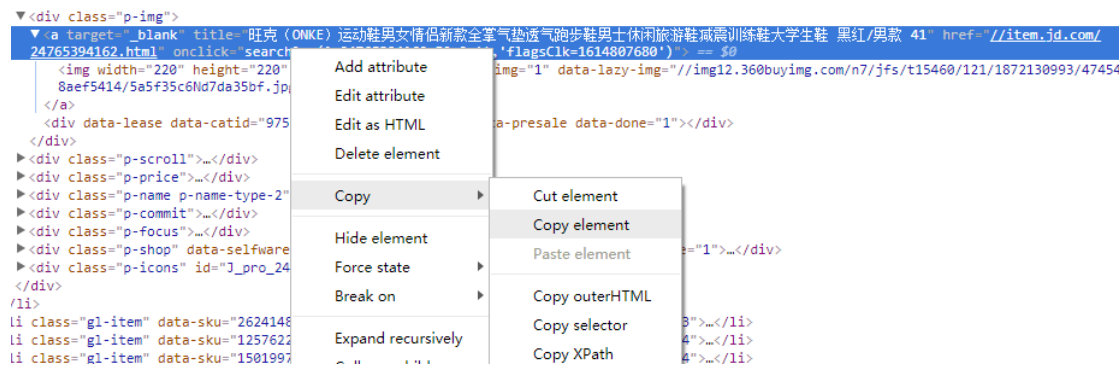 ▼<div class="p-img">
▼<a target="_blank" title="旺克（ONKE）运动鞋男女情侣新款全掌气垫透气跑步鞋男士休闲旅游鞋减震训练鞋大学生鞋 黑红/男款 41" href="//item.jd.com/
24765394162.html" onclick="search ,'flagsClk=1614807680')"> == $0
<img width="220" height="220" img="1" data-lazy-img="//img12.360buyimg.com/n7/jfs/t15460/121/1872130993/47454
8aef5414/5a5f35c6Nd7da35bf.jp
</a>
<div data-lease data-catid="975 a-presale data-done="1"></div>
</div>
▶<div class="p-scroll">…</div>
▶<div class="p-price">…</div>
▶<div class="p-name p-name-type-2"
▶<div class="p-commit">…</div>
▶<div class="p-focus">…</div>
▶<div class="p-shop" data-selfware ="1">…</div>
▶<div class="p-icons" id="J_pro_24
</div>
/li>
li class="gl-item" data-sku="2624148 3">…</li>
li class="gl-item" data-sku="1257622 4">…</li>
li class="gl-item" data-sku="1501997 4">…</li>
Add attribute
Edit attribute
Edit as HTML
Delete element
Copy
Hide element
Force state
Break on
Expand recursively
Cut element
Copy element
Paste element
Copy outerHTML
Copy selector
Copy XPath